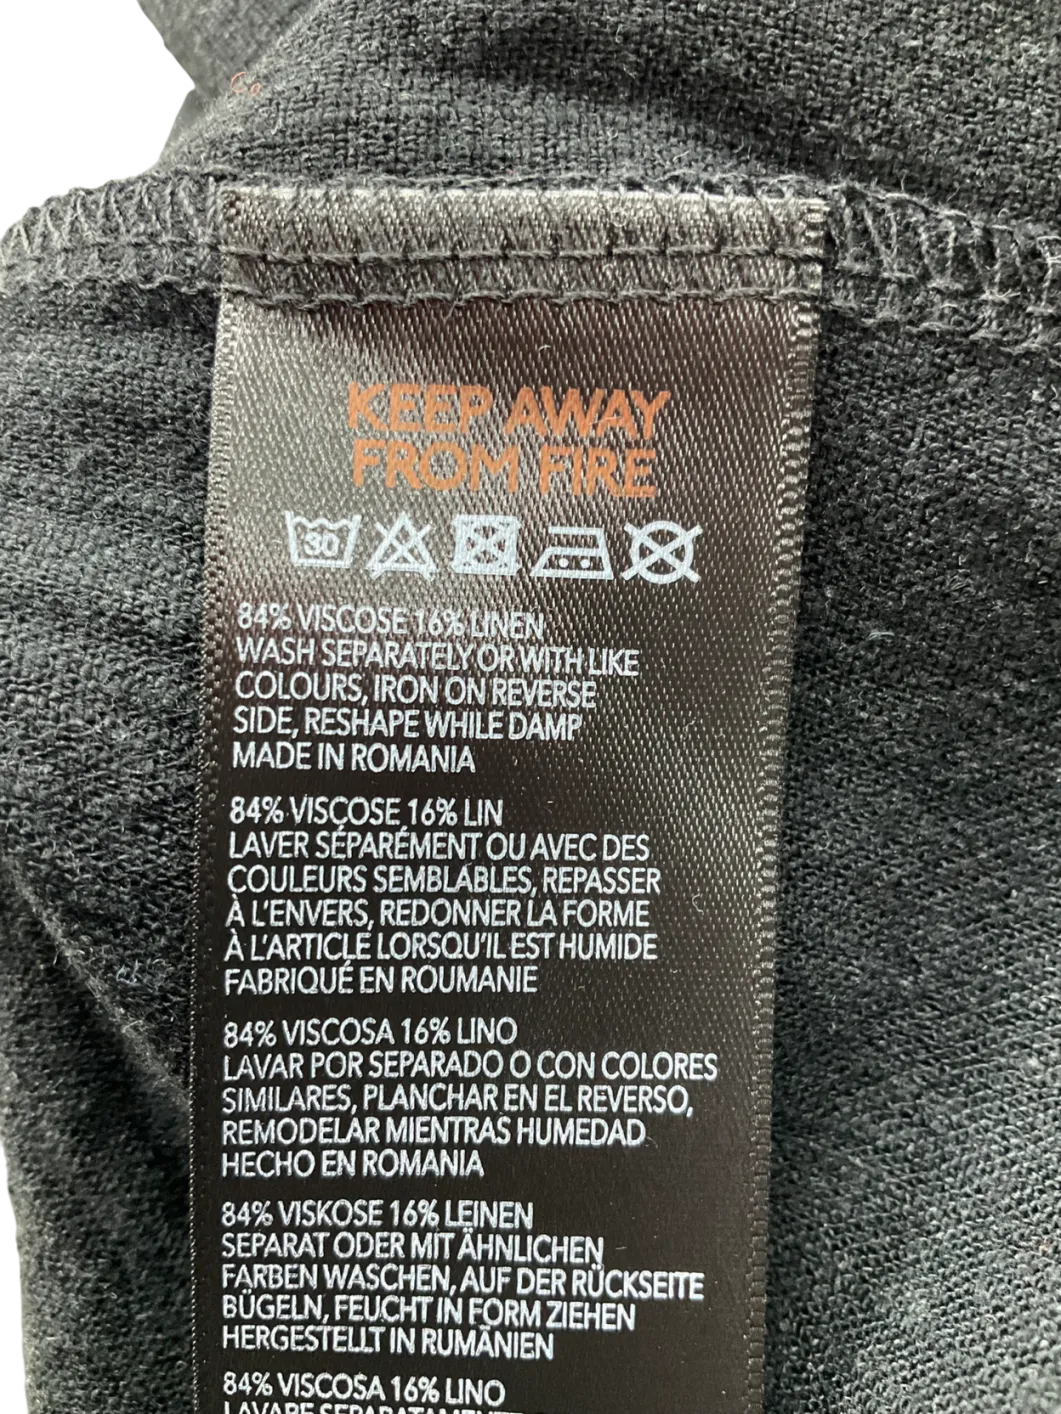 KEEP AWAY
FROM FIRE
30
84% VISCOSE 16% LINEN
WASH SEPARATELY OR WITH LIKE
COLOURS, IRON ON REVERSE
SIDE, RESHAPE WHILE DAMP
MADE IN ROMANIA
84% VISCOSE 16% LIN
LAVER SÉPARÉMENT OU AVEC DES
COULEURS SEMBLABLES, REPASSER
À L'ENVERS, REDONNER LA FORME
À L'ARTICLE LORSQU'IL EST HUMIDE
FABRIQUÉ EN ROUMANIE
84% VISCOSA 16% LINO
LAVAR POR SEPARADO O CON COLORES
SIMILARES, PLANCHAR EN EL REVERSO,
REMODELAR MIENTRAS HUMEDAD
HECHO EN ROMANIA
84% VISKOSE 16% LEINEN
SEPARAT ODER MIT ÄHNLICHEN
FARBEN WASCHEN, AUF DER RÜCKSEITE
BÜGELN, FEUCHT IN FORM ZIEHEN
HERGESTELLT IN RUMÄNIEN
84% VISCOSA 16% LINO
LAVARE SEPARATAMENTE